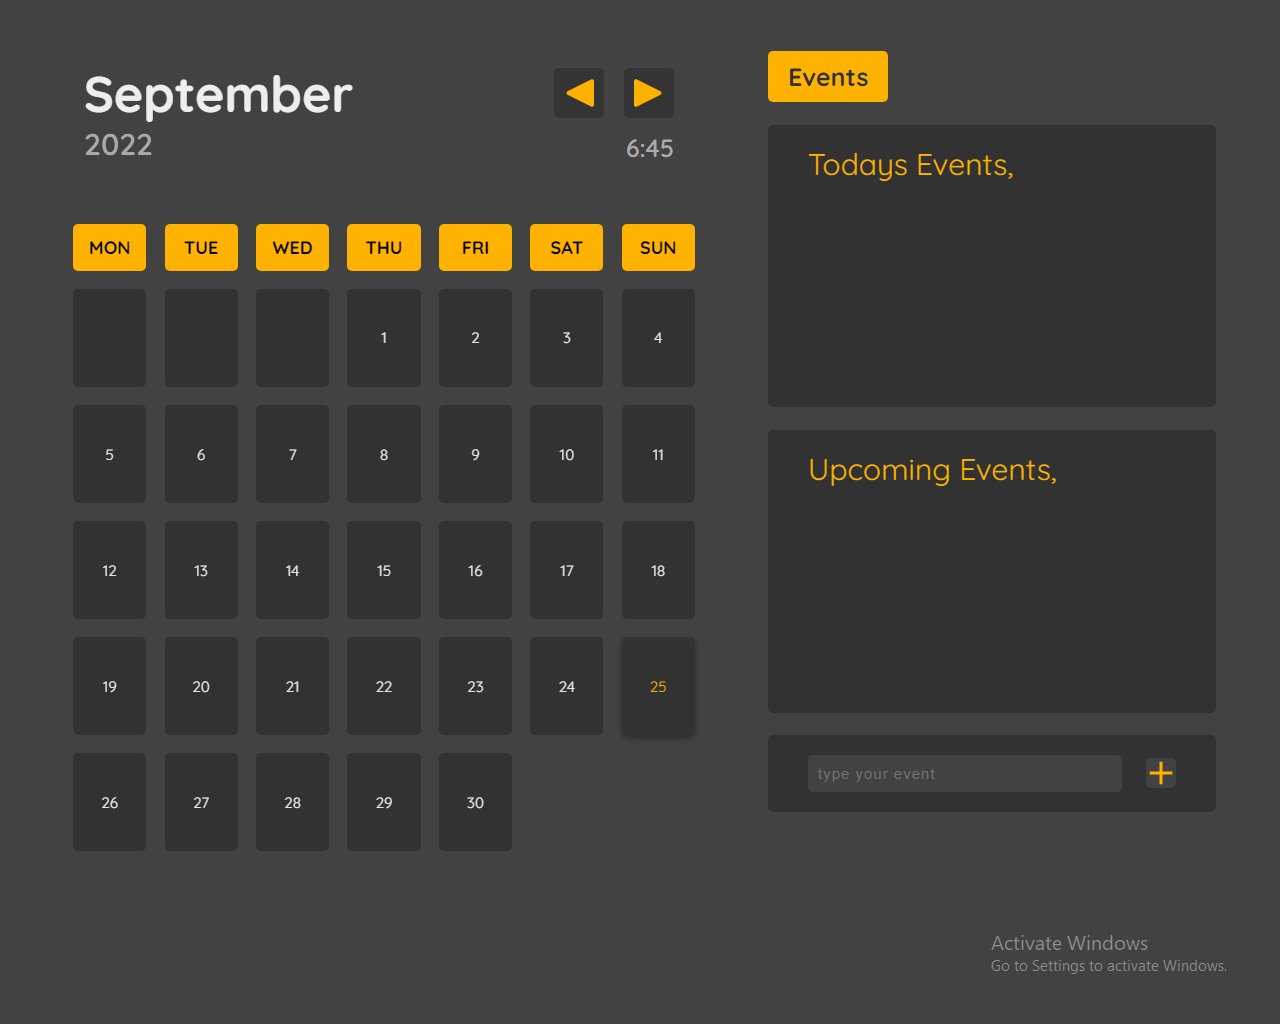 September
2022
6:45
MON TUE WED THU FRI SAT SUN
1 2 3 4
5 6 7 8 9 10 11
12 13 14 15 16 17 18
19 20 21 22 23 24 25
26 27 28 29 30
Events
Todays Events,
Upcoming Events,
type your event
Activate Windows
Go to Settings to activate Windows.